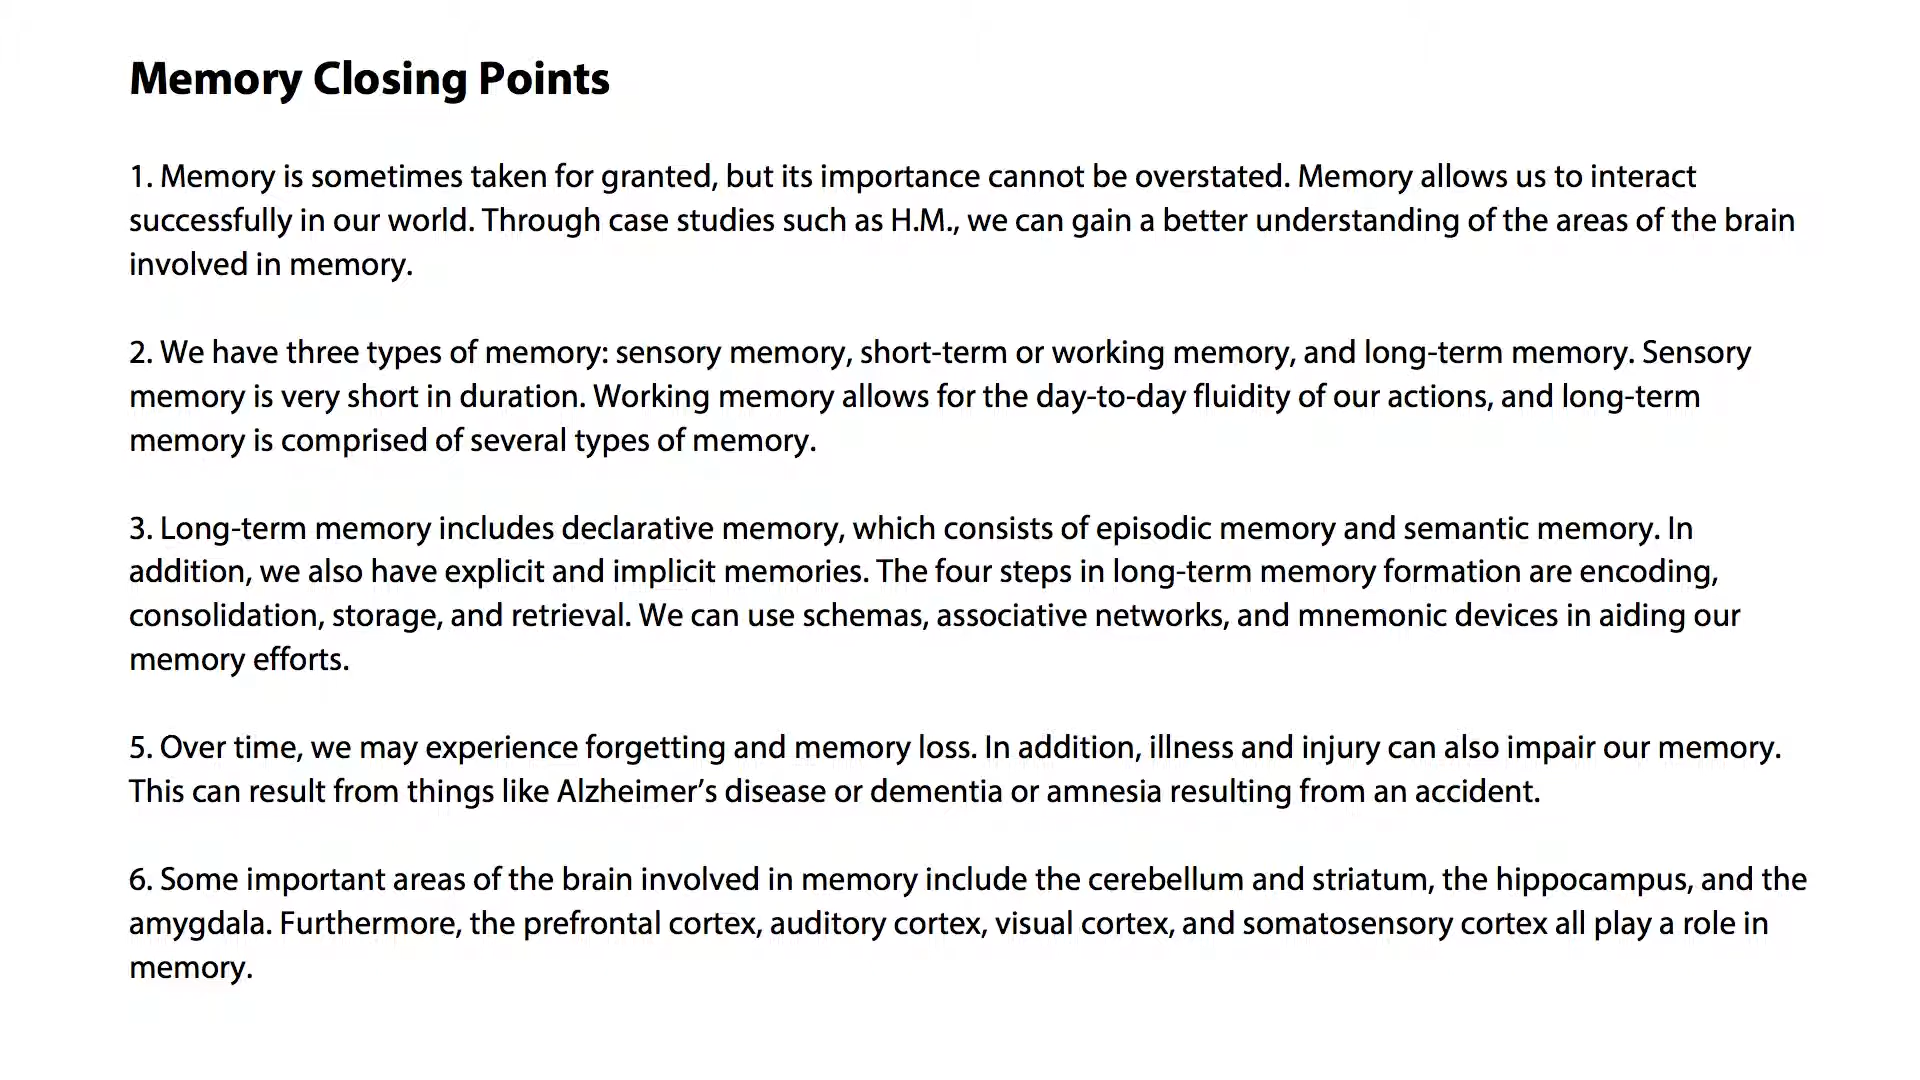 Memory Closing Points
1. Memory is sometimes taken for granted, but its importance cannot be overstated. Memory allows us to interact
successfully in our world. Through case studies such as H.M., we can gain a better understanding of the areas of the brain
involved in memory.
2. We have three types of memory: sensory memory, short-term or working memory, and long-term memory. Sensory
memory is very short in duration. Working memory allows for the day-to-day fluidity of our actions, and long-term
memory is comprised of several types of memory.
3. Long-term memory includes declarative memory, which consists of episodic memory and semantic memory. In
addition, we also have explicit and implicit memories. The four steps in long-term memory formation are encoding,
consolidation, storage, and retrieval. We can use schemas, associative networks, and mnemonic devices in aiding our
memory efforts.
5. Over time, we may experience forgetting and memory loss. In addition, illness and injury can also impair our memory.
This can result from things like Alzheimer’s disease or dementia or amnesia resulting from an accident.
6. Some important areas of the brain involved in memory include the cerebellum and striatum, the hippocampus, and the
amygdala. Furthermore, the prefrontal cortex, auditory cortex, visual cortex, and somatosensory cortex all play a role in
memory.